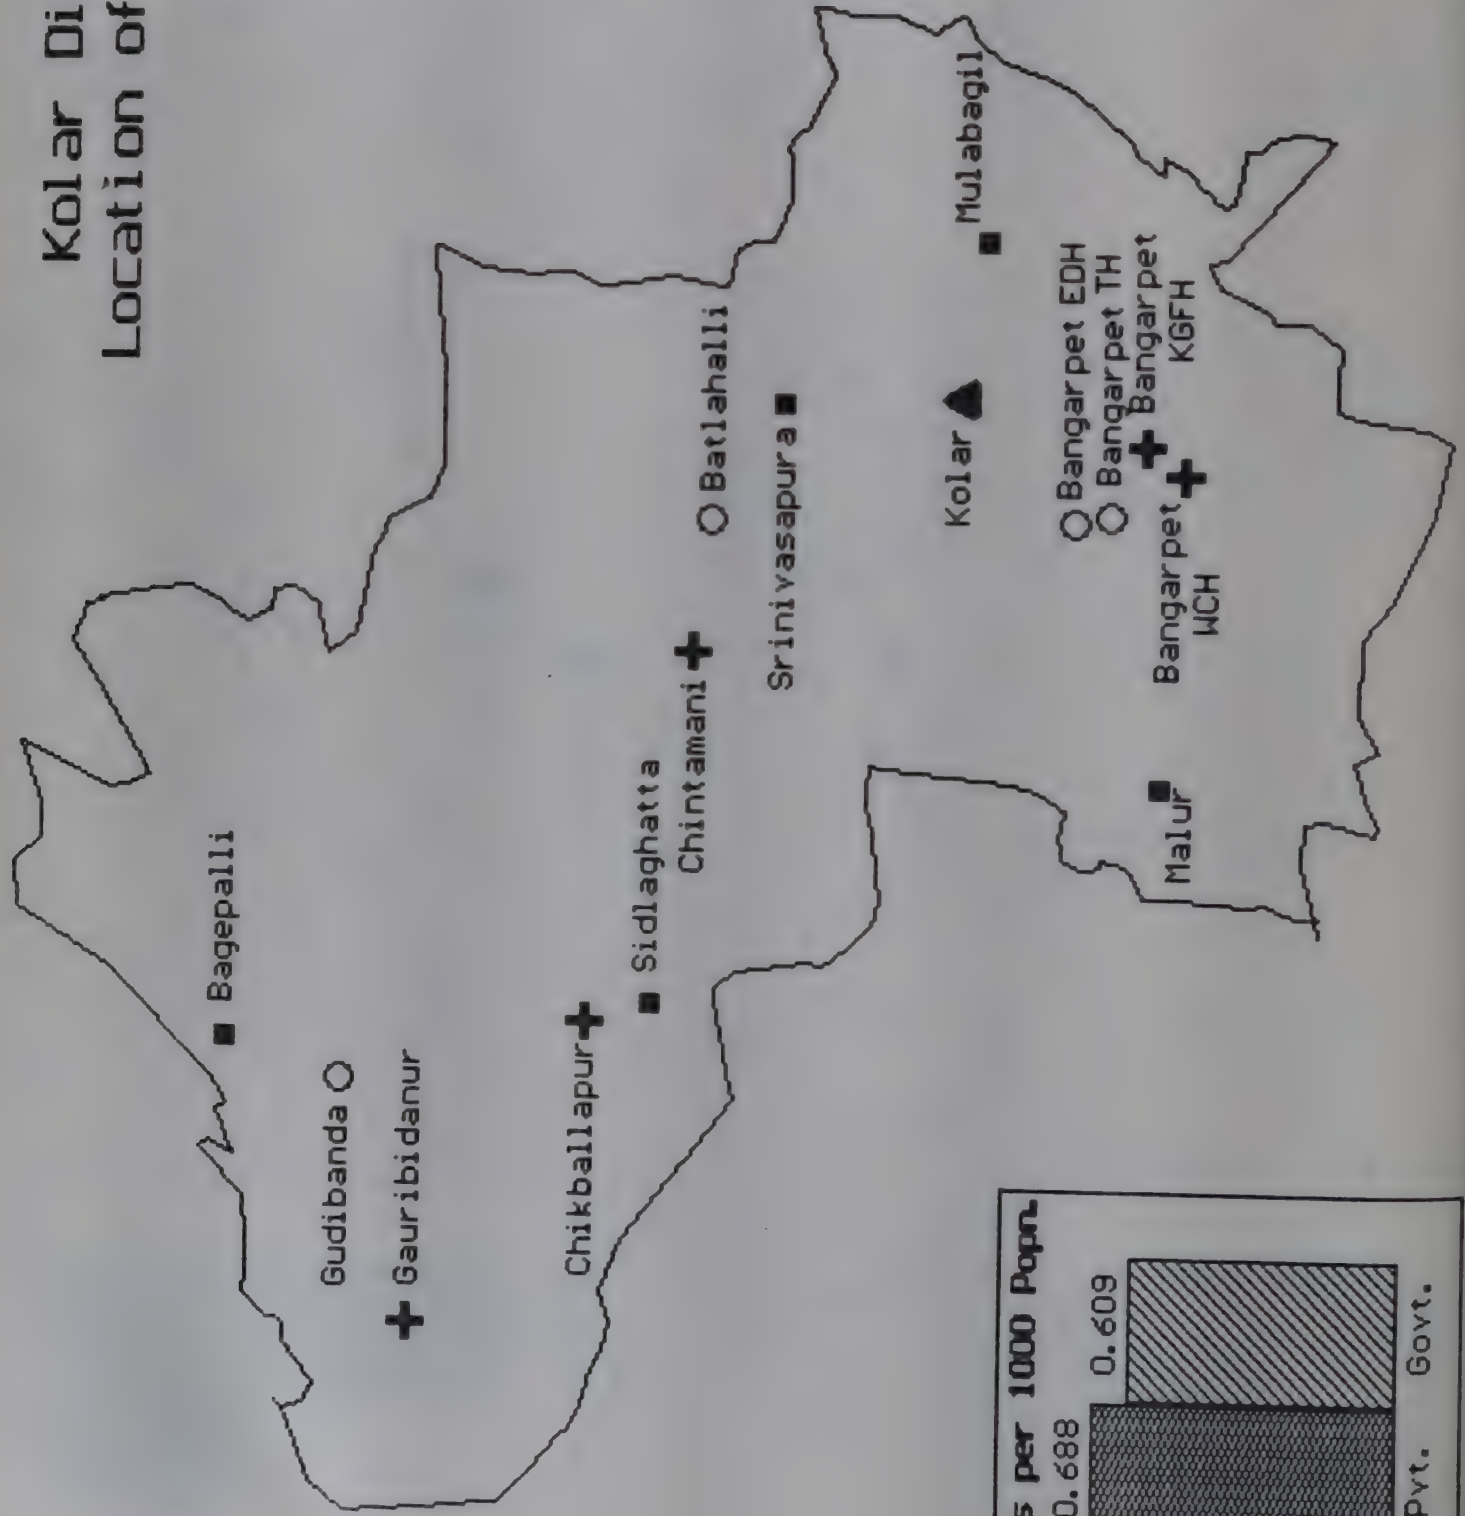 Kolar Di
Location of
Bagepalli
Gudibanda
Gauribidanur
Chikballapur
Sidlaghatta
Chintamani
Batlahalli
Srinivasapura
Kolar
Mulabagil
Bangarpet EDH
Bangarpet TH
Bangarpet
KGFH
Bangarpet
WCH
Malur
s per 1000 Popn.
0.688
0.609
Pvt.
Govt.